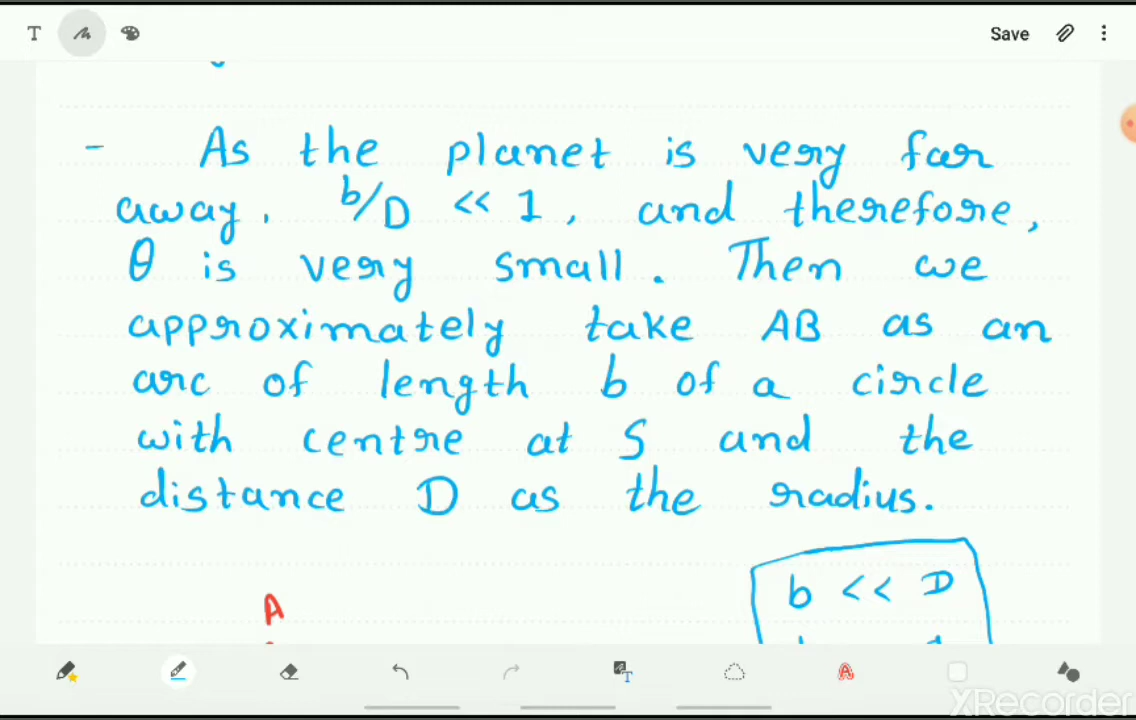 T Save
- As the planet is very far
away. b/D << 1, and therefore,
θ is very small. Then we
approximately take AB as an
arc of length b of a circle
with centre at S and the
distance D as the radius.
b << D
A
T A
XRecorder